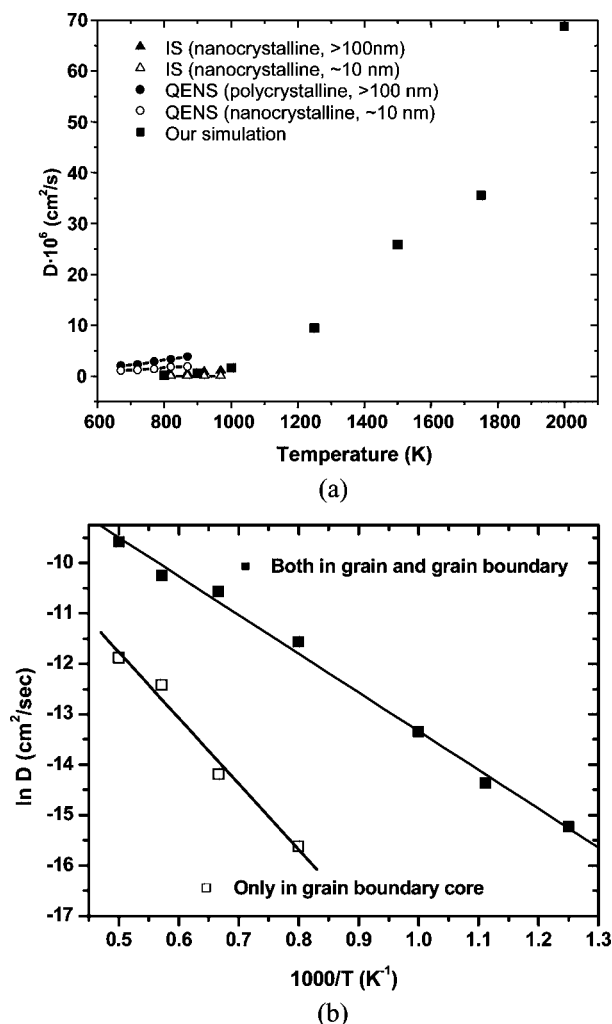 70
60
50
40
30
20
10
0
D·10⁶ (cm²/s)
IS (nanocrystalline, >100nm)
IS (nanocrystalline, ~10 nm)
QENS (polycrystalline, >100 nm)
QENS (nanocrystalline, ~10 nm)
Our simulation
600 800 1000 1200 1400 1600 1800 2000
Temperature (K)
(a)
-10
-11
-12
-13
-14
-15
-16
-17
ln D (cm²/sec)
Both in grain and grain boundary
Only in grain boundary core
0.5 0.6 0.7 0.8 0.9 1.0 1.1 1.2 1.3
1000/T (K⁻¹)
(b)